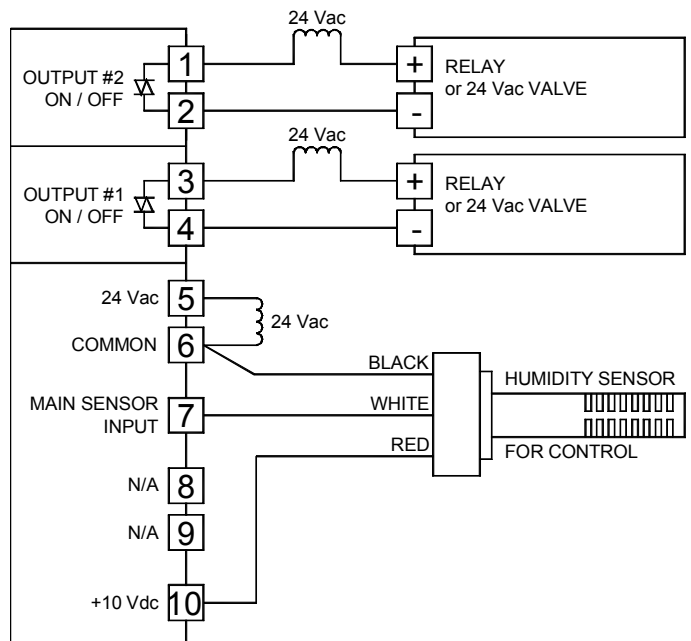 24 Vac
OUTPUT #2
ON / OFF
1
2
+
-
RELAY
or 24 Vac VALVE
24 Vac
OUTPUT #1
ON / OFF
3
4
+
-
RELAY
or 24 Vac VALVE
24 Vac
5
24 Vac
COMMON
6
BLACK
HUMIDITY SENSOR
MAIN SENSOR
INPUT
7
WHITE
RED
FOR CONTROL
N/A
8
N/A
9
+10 Vdc
10